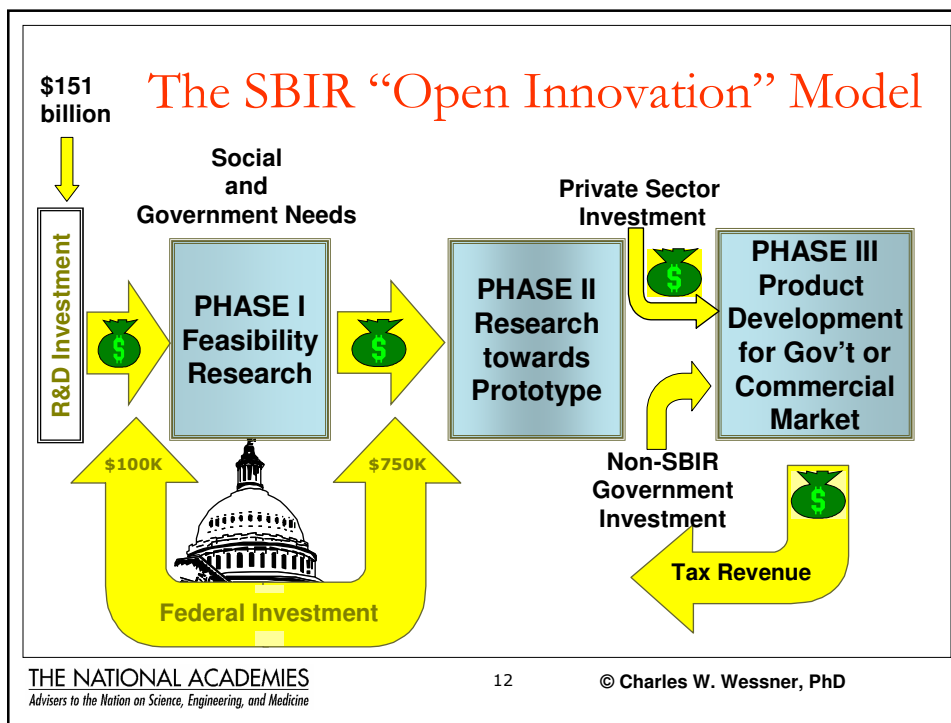 The SBIR “Open Innovation” Model
$151
billion
R&D Investment
Social
and
Government Needs
$
PHASE I
Feasibility
Research
$
PHASE II
Research
towards
Prototype
Private Sector
Investment
$
PHASE III
Product
Development
for Gov't or
Commercial
Market
$100K
$750K
Federal Investment
Non-SBIR
Government
Investment
$
Tax Revenue
THE NATIONAL ACADEMIES
Advisers to the Nation on Science, Engineering, and Medicine
12
© Charles W. Wessner, PhD